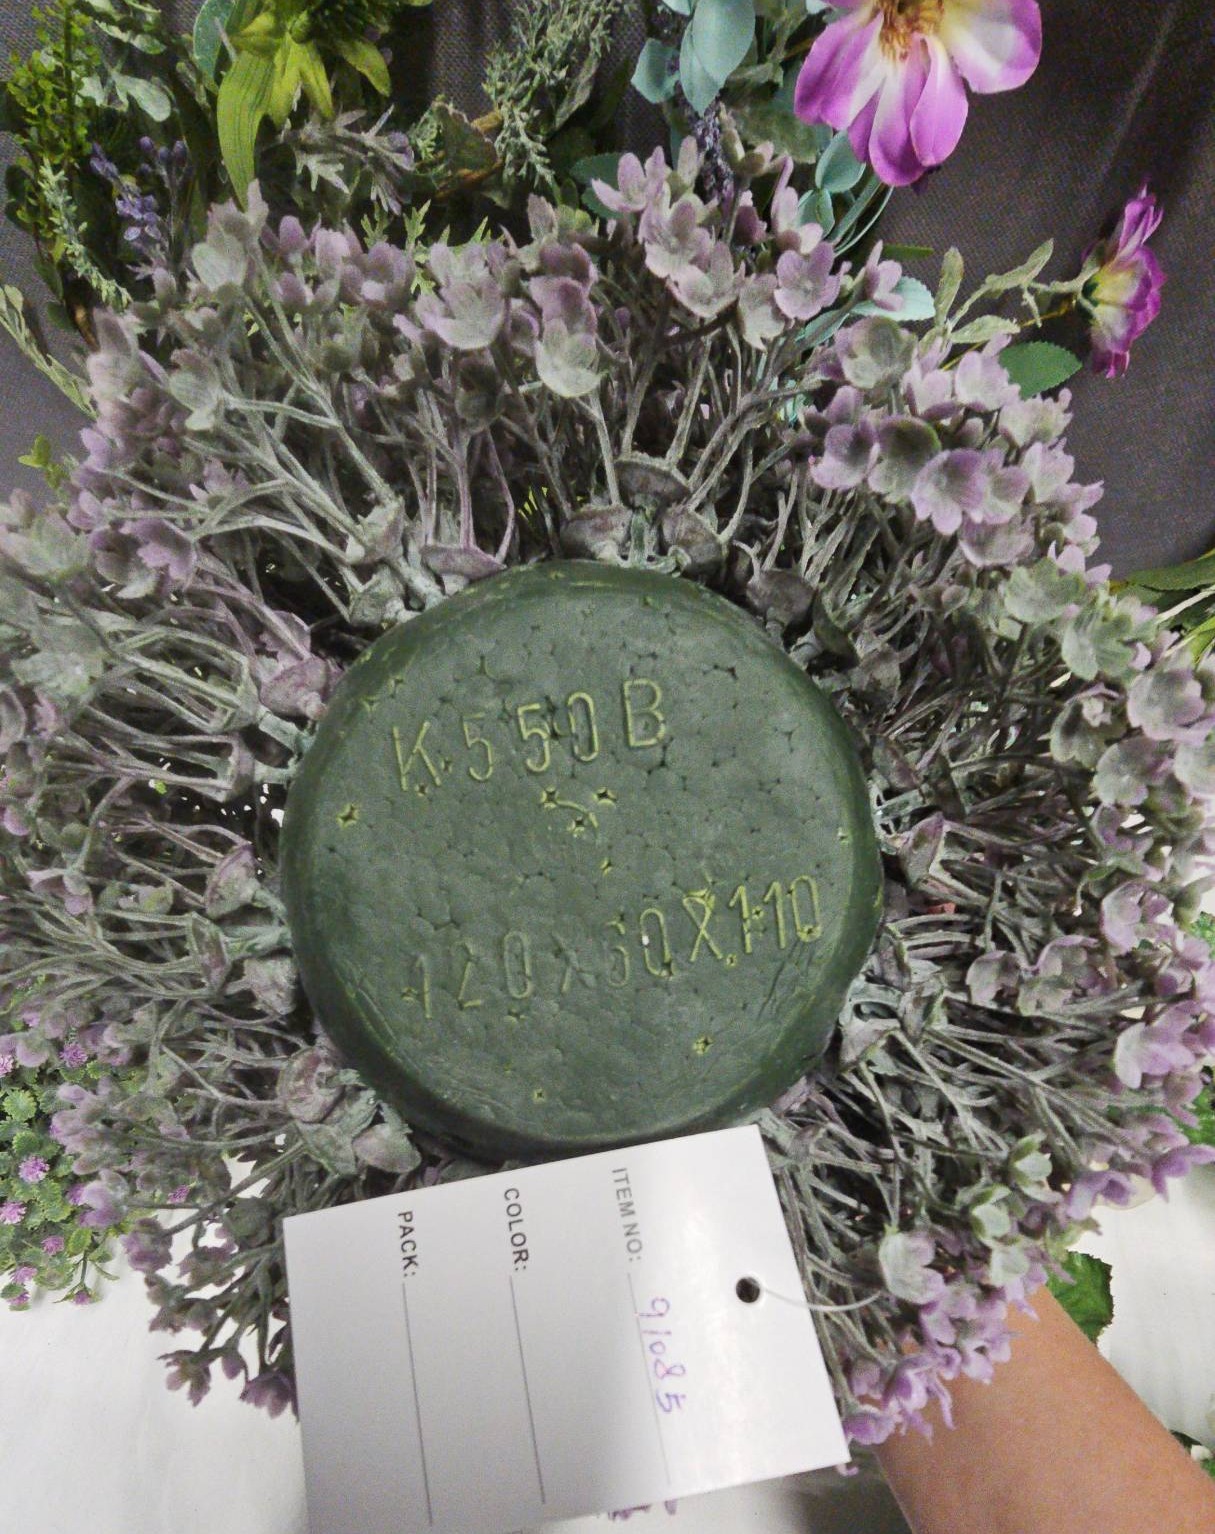 K550B
120X60X110
ITEM NO: 91085
COLOR:
PACK: